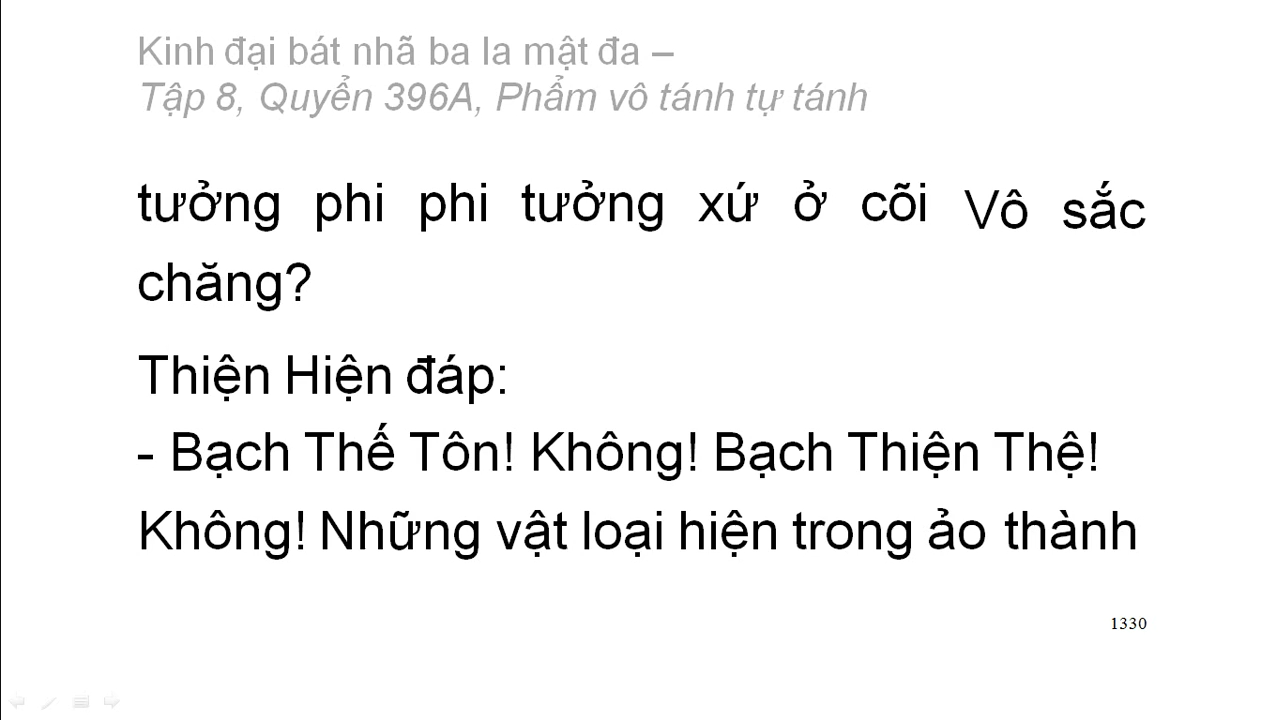 Kinh đại bát nhã ba la mật đa –
Tập 8, Quyển 396A, Phẩm vô tánh tự tánh
tưởng phi phi tưởng xứ ở cõi Vô sắc
chăng?
Thiện Hiện đáp:
- Bạch Thế Tôn! Không! Bạch Thiện Thệ!
Không! Những vật loại hiện trong ảo thành
1330